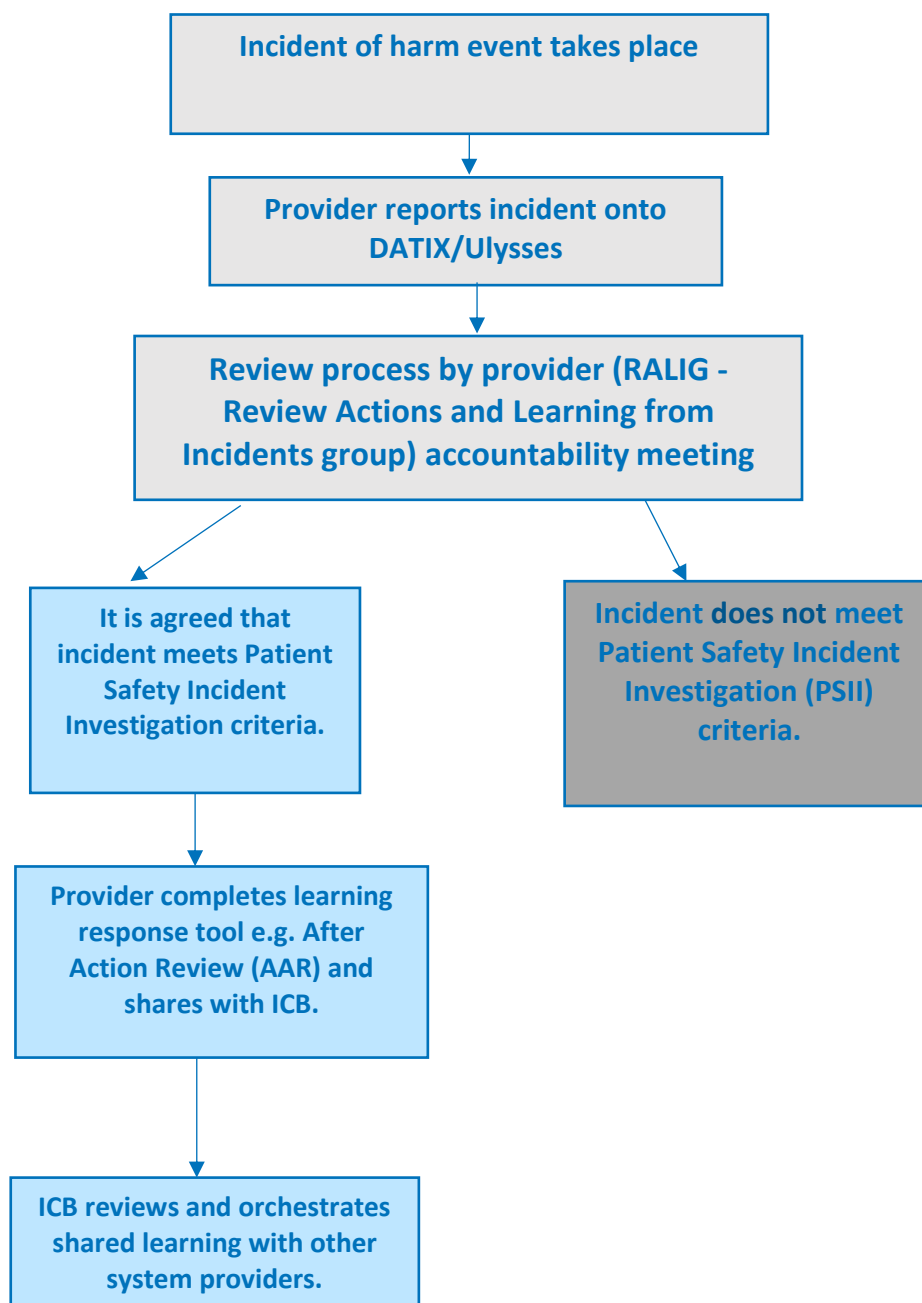 Incident of harm event takes place
Provider reports incident onto
DATIX/Ulysses
Review process by provider (RALIG -
Review Actions and Learning from
Incidents group) accountability meeting
It is agreed that
incident meets Patient
Safety Incident
Investigation criteria.
Incident does not meet
Patient Safety Incident
Investigation (PSII)
criteria.
Provider completes learning
response tool e.g. After
Action Review (AAR) and
shares with ICB.
ICB reviews and orchestrates
shared learning with other
system providers.